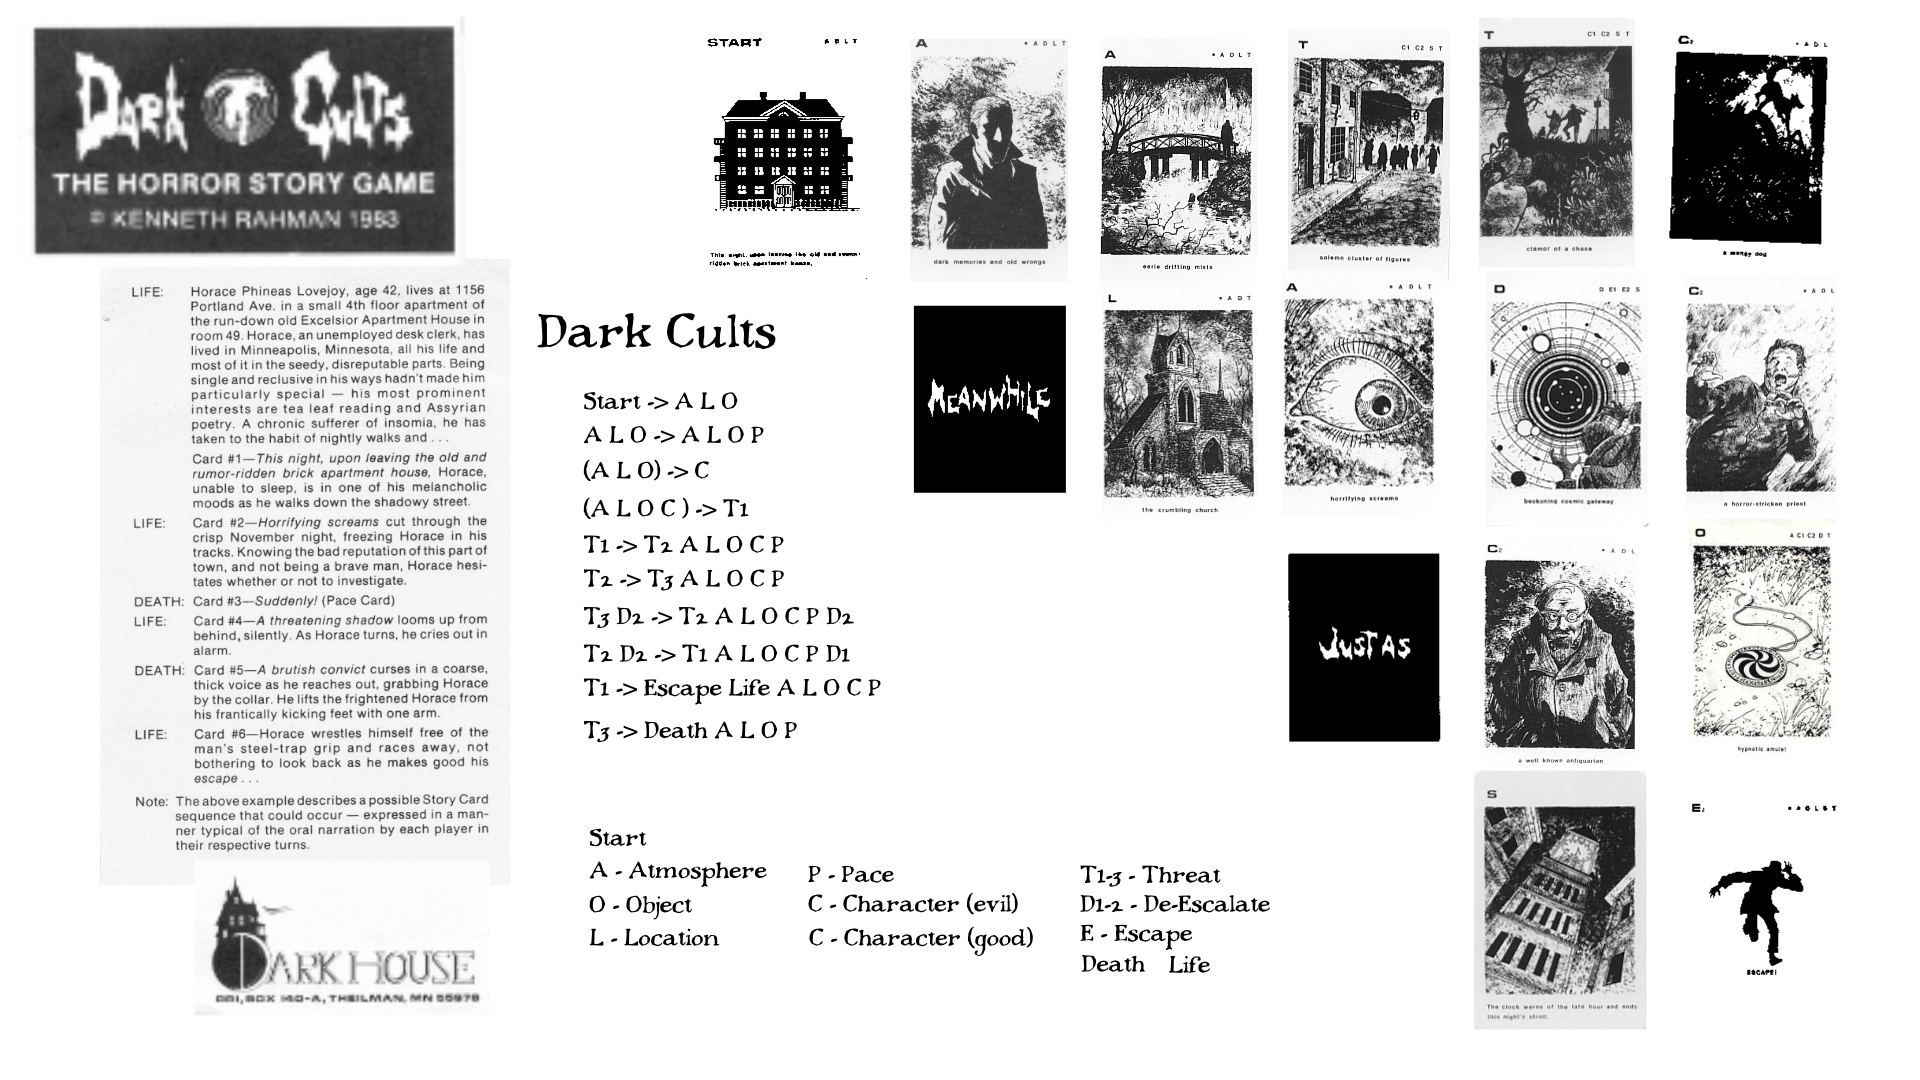 Dark Cults
THE HORROR STORY GAME
© KENNETH RAHMAN 1983
LIFE: Horace Phineas Lovejoy, age 42, lives at 1156
Portland Ave. in a small 4th floor apartment of
the run-down old Excelsior Apartment House in
room 49. Horace, an unemployed desk clerk, has
lived in Minneapolis, Minnesota, all his life and
most of it in the seedy, disreputable parts. Being
single and reclusive in his ways hadn't made him
particularly special — his most prominent
interests are tea leaf reading and Assyrian
poetry. A chronic sufferer of insomia, he has
taken to the habit of nightly walks and . . .
Card #1—This night, upon leaving the old and
rumor-ridden brick apartment house, Horace,
unable to sleep, is in one of his melancholic
moods as he walks down the shadowy street.
LIFE: Card #2—Horrifying screams cut through the
crisp November night, freezing Horace in his
tracks. Knowing the bad reputation of this part of
town, and not being a brave man, Horace hesi-
tates whether or not to investigate.
DEATH: Card #3—Suddenly! (Pace Card)
LIFE: Card #4—A threatening shadow looms up from
behind, silently. As Horace turns, he cries out in
alarm.
DEATH: Card #5—A brutish convict curses in a coarse,
thick voice as he reaches out, grabbing Horace
by the collar. He lifts the frightened Horace from
his frantically kicking feet with one arm.
LIFE: Card #6—Horace wrestles himself free of the
man's steel-trap grip and races away, not
bothering to look back as he makes good his
escape . . .
Note: The above example describes a possible Story Card
sequence that could occur — expressed in a man-
ner typical of the oral narration by each player in
their respective turns.
DARK HOUSE
RR1, BOX 140-A, THEILMAN, MN 55978
Dark Cults
Start -> A L O
A L O -> A L O P
(A L O) -> C
(A L O C ) -> T1
T1 -> T2 A L O C P
T2 -> T3 A L O C P
T3 D2 -> T2 A L O C P D2
T2 D2 -> T1 A L O C P D1
T1 -> Escape Life A L O C P
T3 -> Death A L O P
Start
A - Atmosphere
O - Object
L - Location
P - Pace
C - Character (evil)
C - Character (good)
T1-3 - Threat
D1-2 - De-Escalate
E - Escape
Death Life
START A D L T
This night, upon leaving the old and rumor-
ridden brick apartment house,
A • A D L T
dark memories and old wrongs
A • A D L T
eerie drifting mists
T C1 C2 S T
solemn cluster of figures
T C1 C2 S T
clamor of a chase
C2 • A D L
a mangy dog
MEANWHILE
L • A D T
the crumbling church
A • A D L T
horrifying screams
D D E1 E2 S
beckoning cosmic gateway
C2 • A D L
a horror-stricken priest
JUST AS
C2 • A D L
a well known antiquarian
O A C1 C2 D T
hypnotic amulet
S
The clock warns of the late hour and ends
this night's stroll.
E2
ESCAPE!